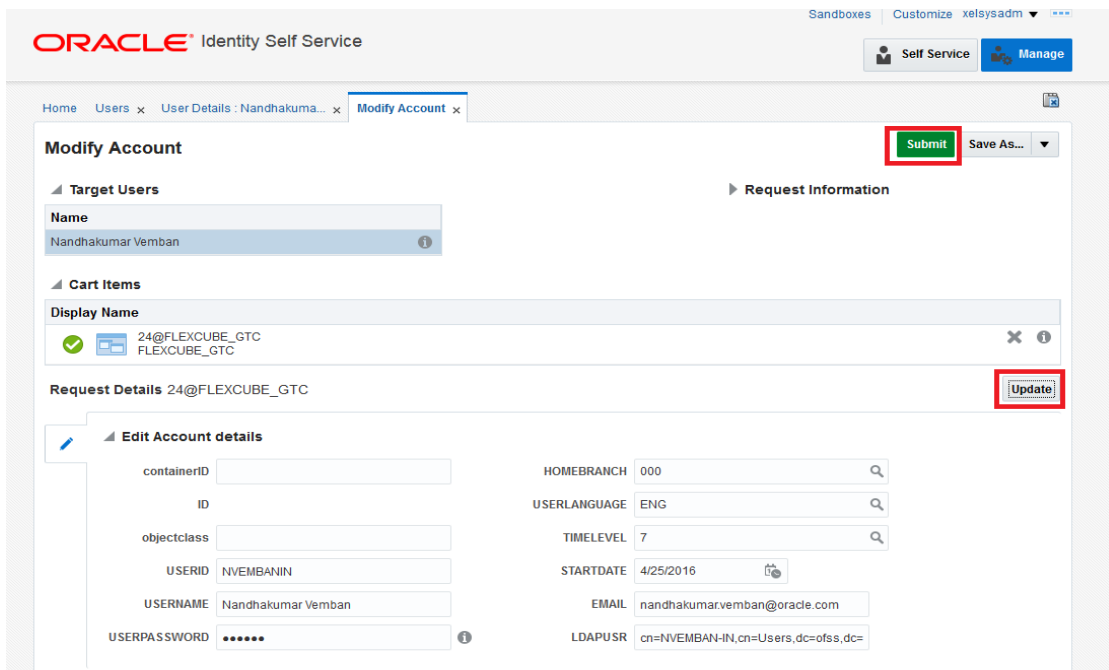 Sandboxes Customize xelsysadm
ORACLE Identity Self Service
Self Service Manage
Home Users x User Details : Nandhakuma... x Modify Account x
Modify Account
Submit Save As...
Target Users
Request Information
Name
Nandhakumar Vemban
Cart Items
Display Name
24@FLEXCUBE_GTC
FLEXCUBE_GTC
Request Details 24@FLEXCUBE_GTC
Update
Edit Account details
containerID
HOMEBRANCH 000
ID
USERLANGUAGE ENG
objectclass
TIMELEVEL 7
USERID NVEMBANIN
STARTDATE 4/25/2016
USERNAME Nandhakumar Vemban
EMAIL nandhakumar.vemban@oracle.com
USERPASSWORD ••••••
LDAPUSR cn=NVEMBAN-IN,cn=Users,dc=ofss,dc=